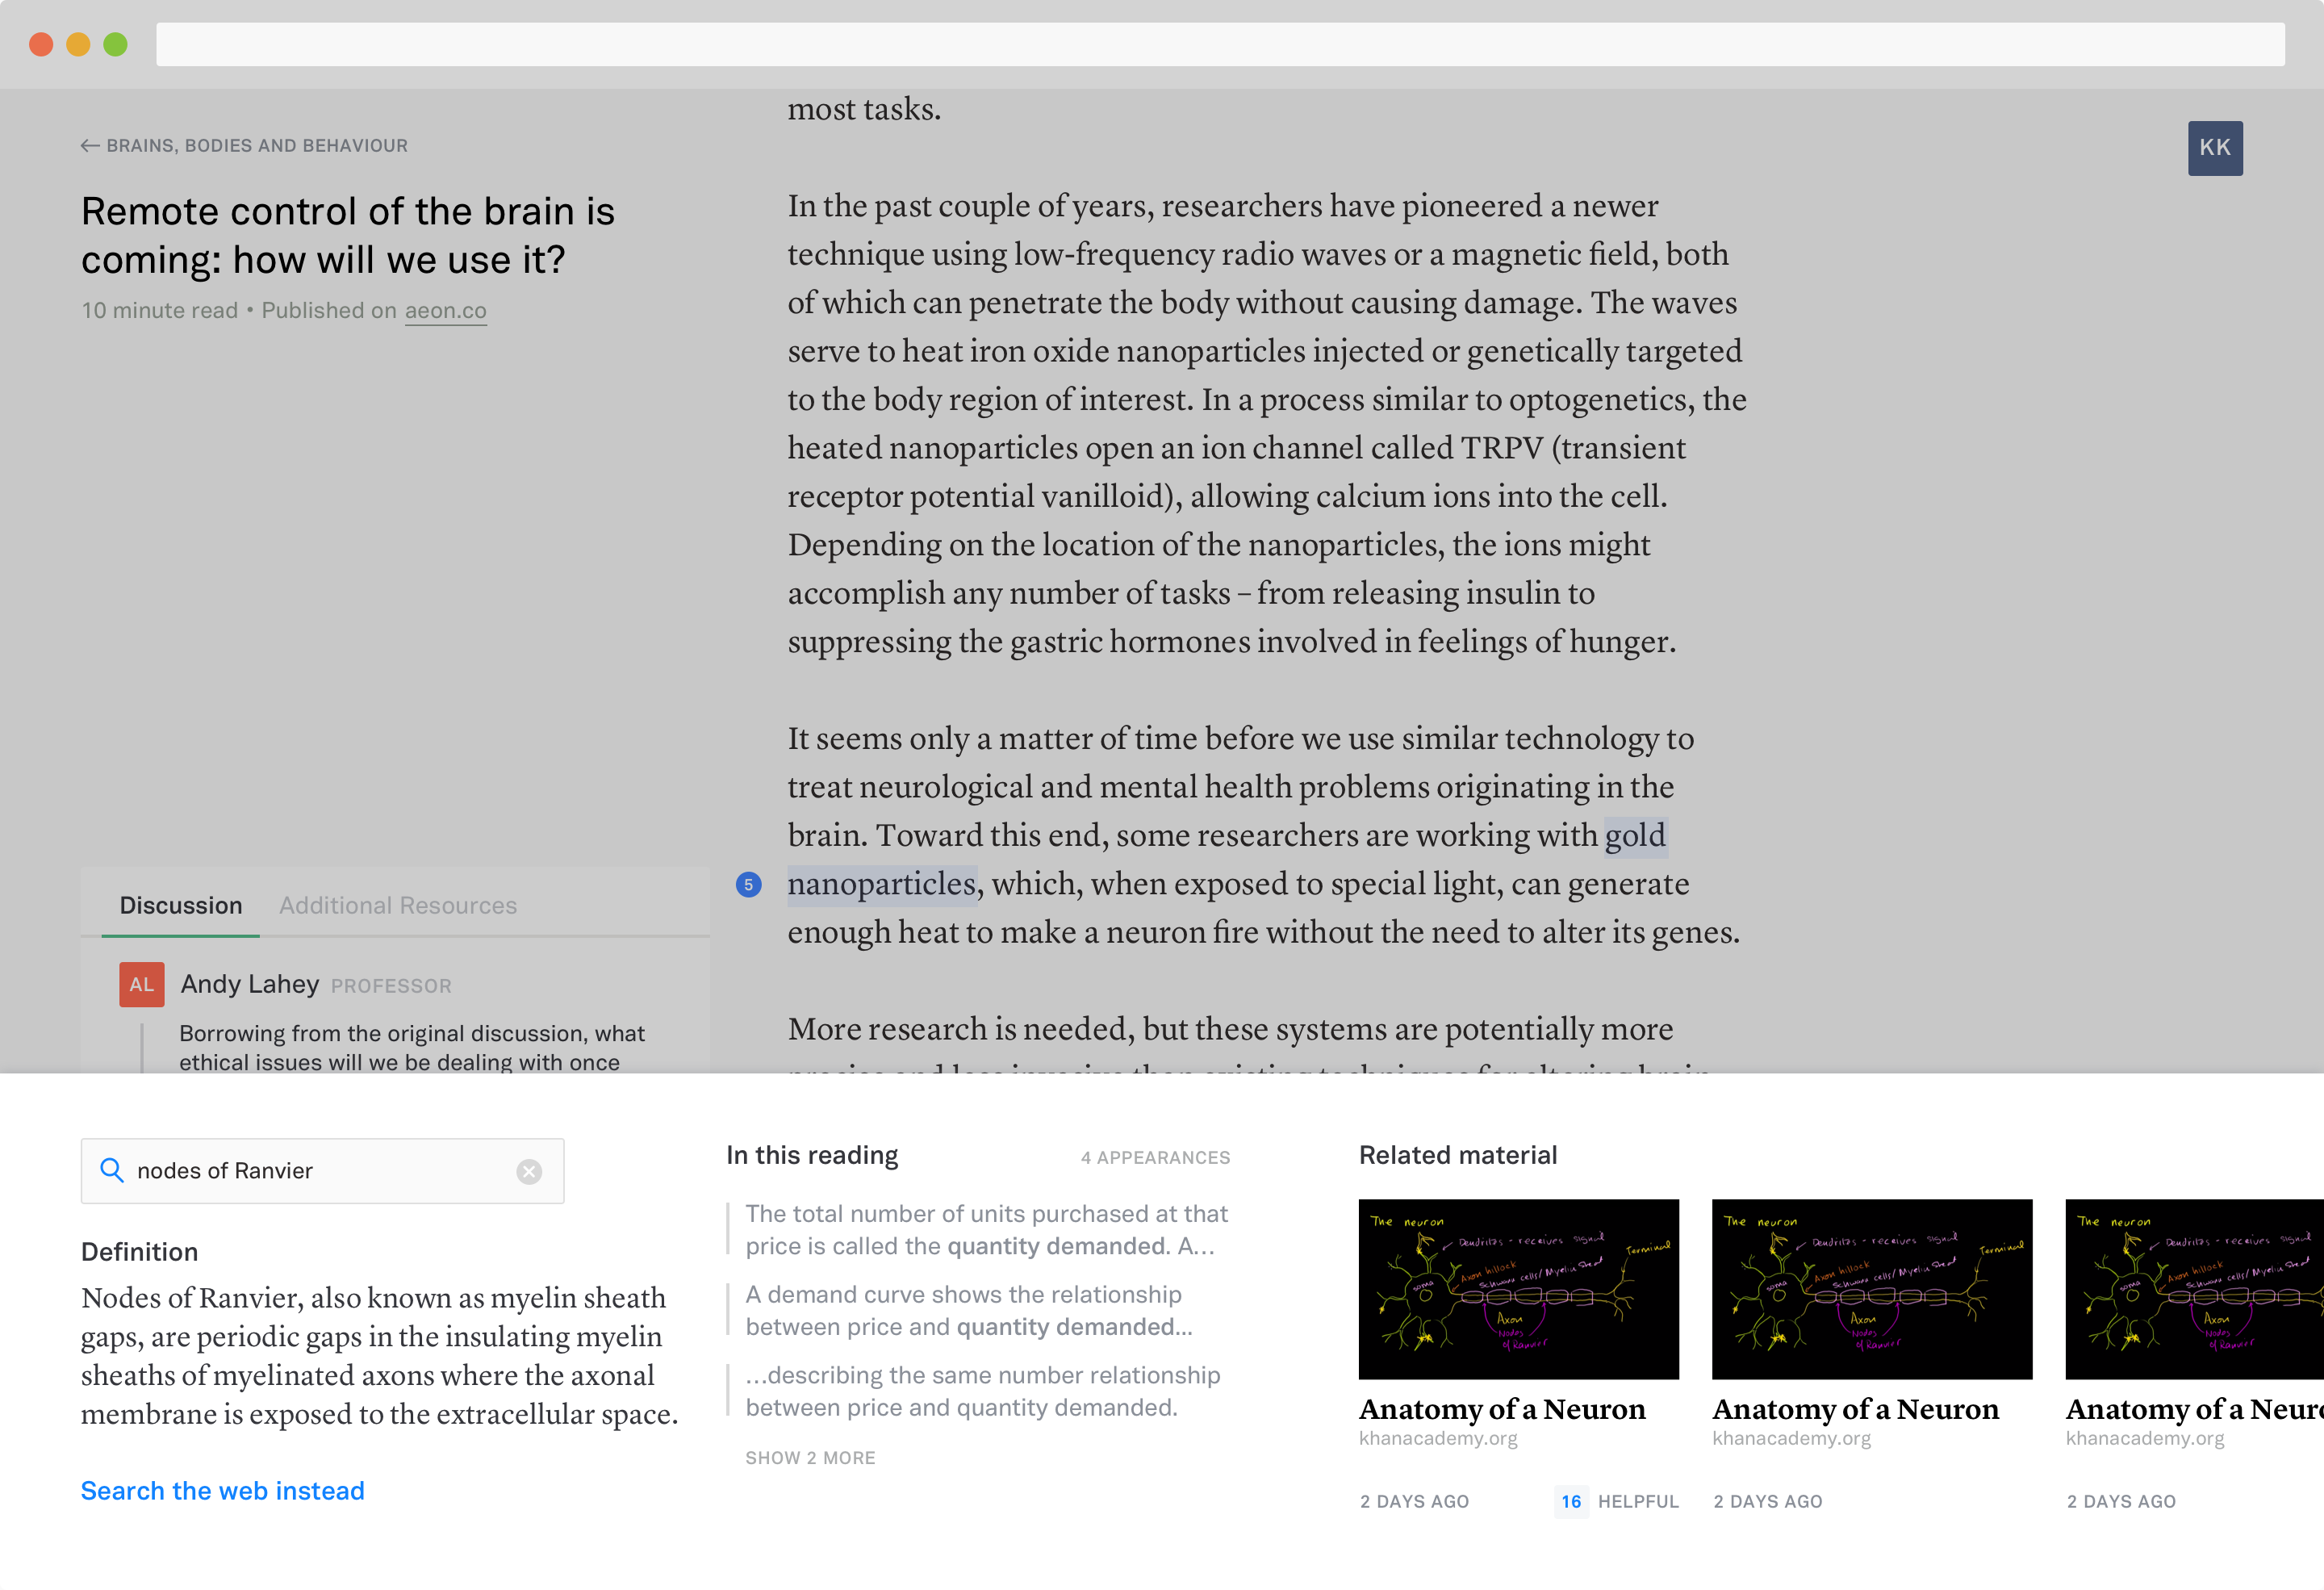 most tasks.
← BRAINS, BODIES AND BEHAVIOUR
KK
Remote control of the brain is
coming: how will we use it?
10 minute read • Published on aeon.co
In the past couple of years, researchers have pioneered a newer
technique using low-frequency radio waves or a magnetic field, both
of which can penetrate the body without causing damage. The waves
serve to heat iron oxide nanoparticles injected or genetically targeted
to the body region of interest. In a process similar to optogenetics, the
heated nanoparticles open an ion channel called TRPV (transient
receptor potential vanilloid), allowing calcium ions into the cell.
Depending on the location of the nanoparticles, the ions might
accomplish any number of tasks – from releasing insulin to
suppressing the gastric hormones involved in feelings of hunger.
It seems only a matter of time before we use similar technology to
treat neurological and mental health problems originating in the
brain. Toward this end, some researchers are working with gold
5
nanoparticles, which, when exposed to special light, can generate
enough heat to make a neuron fire without the need to alter its genes.
More research is needed, but these systems are potentially more
precise and less invasive than existing techniques for altering brain
Discussion
Additional Resources
AL
Andy Lahey PROFESSOR
Borrowing from the original discussion, what
ethical issues will we be dealing with once
nodes of Ranvier
Definition
Nodes of Ranvier, also known as myelin sheath
gaps, are periodic gaps in the insulating myelin
sheaths of myelinated axons where the axonal
membrane is exposed to the extracellular space.
Search the web instead
In this reading
4 APPEARANCES
The total number of units purchased at that
price is called the quantity demanded. A...
A demand curve shows the relationship
between price and quantity demanded...
...describing the same number relationship
between price and quantity demanded.
SHOW 2 MORE
Related material
The neuron
Dendrites - receives signal
Terminal
Axon hillock
Schwann cells/Myelin sheath
soma
Axon
Nodes
of Ranvier
Anatomy of a Neuron
khanacademy.org
2 DAYS AGO
16 HELPFUL
The neuron
Dendrites - receives signal
Terminal
Axon hillock
Schwann cells/Myelin sheath
soma
Axon
Nodes
of Ranvier
Anatomy of a Neuron
khanacademy.org
2 DAYS AGO
The neuron
Dendrites - receives signal
Axon hillock
Schwann cells/Myelin sheath
soma
Axon
Nodes
of Ranvier
Anatomy of a Neuro
khanacademy.org
2 DAYS AGO